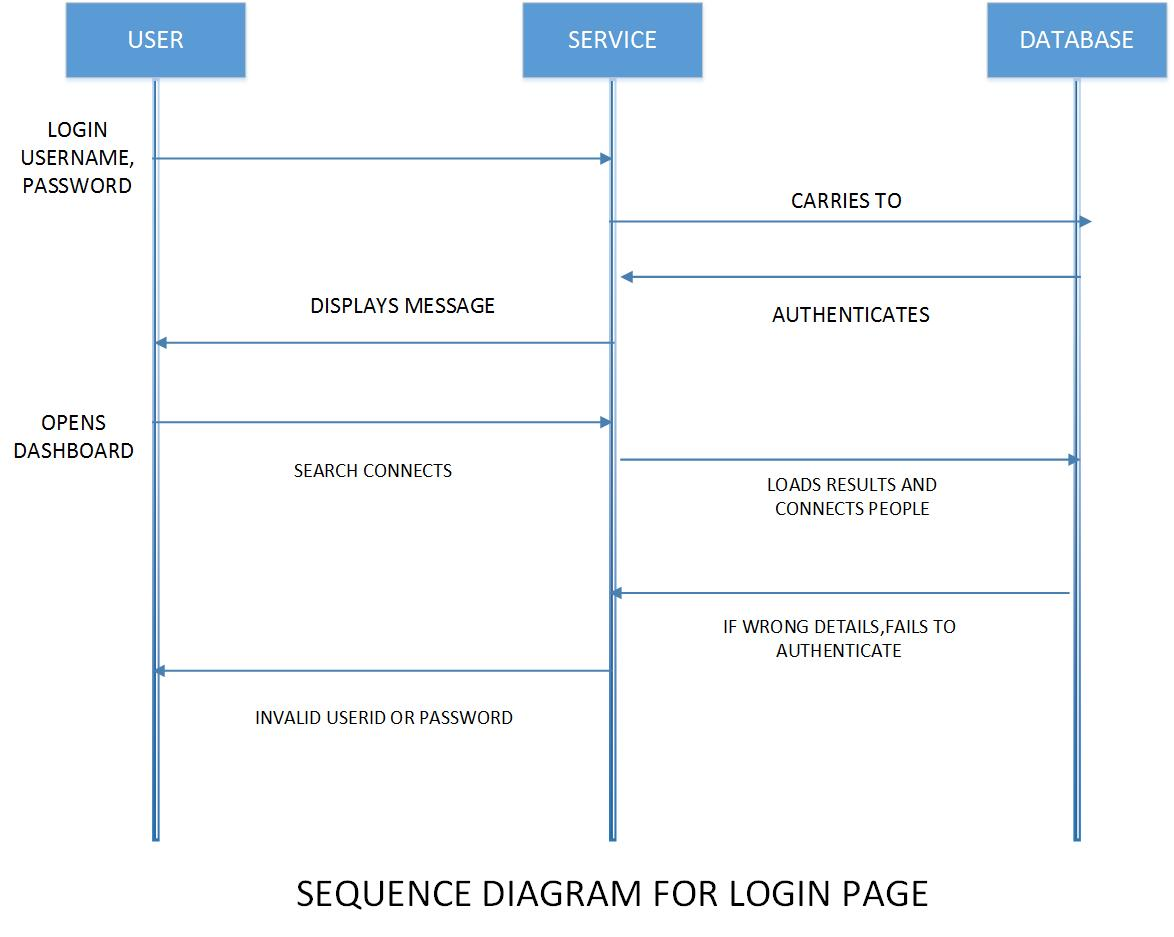 USER
SERVICE
DATABASE
LOGIN
USERNAME,
PASSWORD
CARRIES TO
DISPLAYS MESSAGE
AUTHENTICATES
OPENS
DASHBOARD
SEARCH CONNECTS
LOADS RESULTS AND
CONNECTS PEOPLE
IF WRONG DETAILS,FAILS TO
AUTHENTICATE
INVALID USERID OR PASSWORD
SEQUENCE DIAGRAM FOR LOGIN PAGE